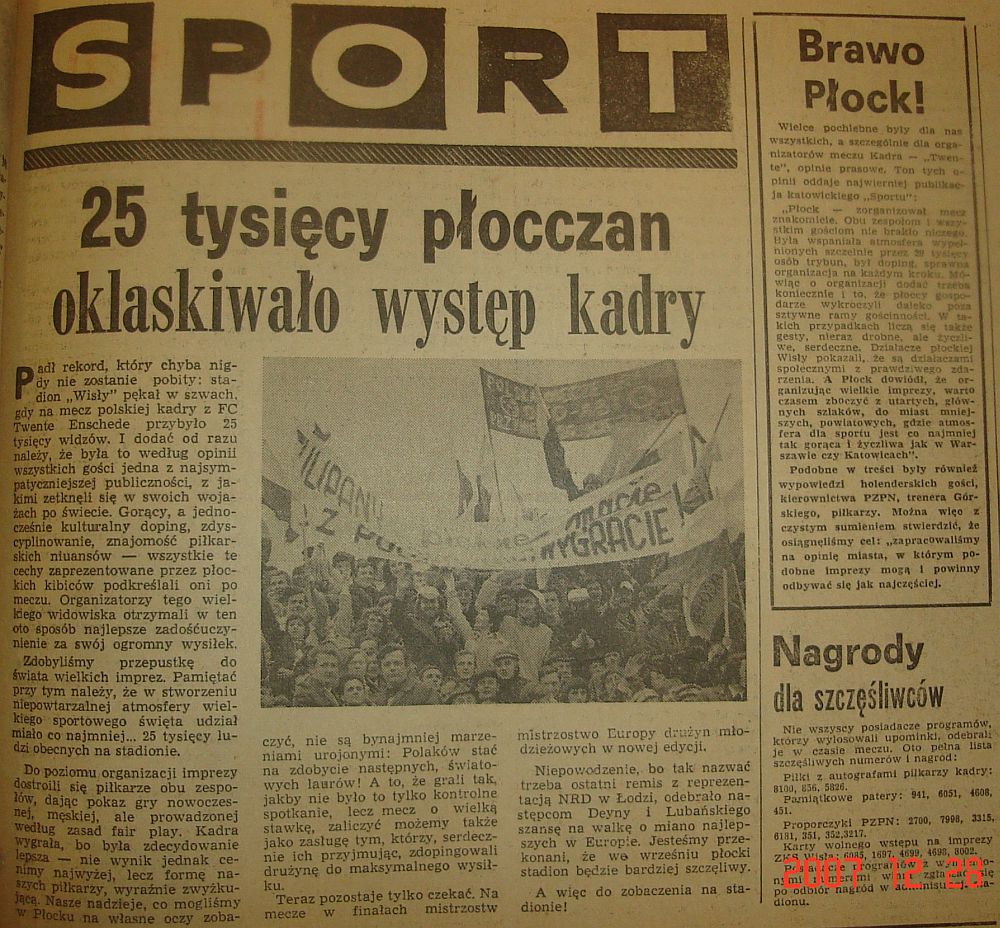 SPORT
25 tysięcy płocczan
oklaskiwało występ kadry
Padł rekord, który chyba nig-
dy nie zostanie pobity: sta-
dion „Wisły” pękał w szwach,
gdy na mecz polskiej kadry z FC
Twente Enschede przybyło 25
tysięcy widzów. I dodać od razu
należy, że była to według opinii
wszystkich gości jedna z najsym-
patyczniejszej publiczności, z ja-
kimi zetknęli się w swoich woja-
żach po świecie. Gorący, a jedno-
cześnie kulturalny doping, zdys-
cyplinowanie, znajomość piłkar-
skich niuansów — wszystkie te
cechy zaprezentowane przez płoc-
kich kibiców podkreślali oni po
meczu. Organizatorzy tego wiel-
kiego widowiska otrzymali w ten
oto sposób najlepsze zadośćuczy-
nienie za swój ogromny wysiłek.
Zdobyliśmy przepustkę do
świata wielkich imprez. Pamiętać
przy tym należy, że w stworzeniu
niepowtarzalnej atmosfery wiel-
kiego sportowego święta udział
miało co najmniej... 25 tysięcy lu-
dzi obecnych na stadionie.
Do poziomu organizacji imprezy
dostroili się piłkarze obu zespo-
łów, dając pokaz gry nowoczes-
nej, męskiej, ale prowadzonej
według zasad fair play. Kadra
wygrała, bo była zdecydowanie
lepsza — nie wynik jednak ce-
nimy najwyżej, lecz formę na-
szych piłkarzy, wyraźnie zwyżku-
jącą. Nasze nadzieje, co mogliśmy
w Płocku na własne oczy zoba-
WYGRACIE
czyć, nie są bynajmniej marze-
niami urojonymi: Polaków stać
na zdobycie następnych, świato-
wych laurów! A to, że grali tak,
jakby nie było to tylko kontrolne
spotkanie, lecz mecz o wielką
stawkę, zaliczyć możemy także
jako zasługę tym, którzy, serdecz-
nie ich przyjmując, zdopingowali
drużynę do maksymalnego wysił-
ku.
Teraz pozostaje tylko czekać. Na
mecze w finałach mistrzostw
mistrzostwo Europy drużyn mło-
dzieżowych w nowej edycji.
Niepowodzenie, bo tak nazwać
trzeba ostatni remis z reprezen-
tacją NRD w Łodzi, odebrało na-
stępcom Deyny i Lubańskiego
szansę na walkę o miano najlep-
szych w Europie. Jesteśmy prze-
konani, że we wrześniu płocki
stadion będzie bardziej szczęśliwy.
A więc do zobaczenia na sta-
dionie!
Brawo
Płock!
Wielce pochlebne były dla nas
wszystkich, a szczególnie dla orga-
nizatorów meczu Kadra — „Twen-
te”, opinie prasowe. Ton tych o-
pinii oddaje najwierniej publikac-
ja katowickiego „Sportu”:
„Płock — zorganizował mecz
znakomicie. Obu zespołom i wszy-
stkim gościom nie brakło niczego.
Była wspaniała atmosfera wypeł-
nionych szczelnie przez 20 tysięcy
osób trybun, był doping, sprawna
organizacja na każdym kroku. Mó-
wiąc o organizacji dodać trzeba
koniecznie i to, że płoccy gospo-
darze wykroczyli daleko poza
sztywne ramy gościnności. W ta-
kich przypadkach liczą się także
gesty, nieraz drobne, ale życzli-
we, serdeczne. Działacze płockiej
Wisły pokazali, że są działaczami
społecznymi z prawdziwego zda-
rzenia. A Płock dowiódł, że or-
ganizując wielkie imprezy, warto
czasem zboczyć z utartych, głów-
nych szlaków, do miast mniej-
szych, powiatowych, gdzie atmos-
fera dla sportu jest co najmniej
tak gorąca i życzliwa jak w War-
szawie czy Katowicach”.
Podobne w treści były również
wypowiedzi holenderskich gości,
kierownictwa PZPN, trenera Gór-
skiego, piłkarzy. Można więc z
czystym sumieniem stwierdzić, że
osiągnęliśmy cel: „zapracowaliśmy
na opinię miasta, w którym po-
dobne imprezy mogą i powinny
odbywać się jak najczęściej.
Nagrody
dla szczęśliwców
Nie wszyscy posiadacze programów,
którzy wylosowali upominki, odebrali
je w czasie meczu. Oto pełna lista
szczęśliwych numerów i nagród:
Piłki z autografami piłkarzy kadry:
8100, 856, 5826.
Pamiątkowe patery: 941, 6051, 4608,
451.
Proporczyki PZPN: 2700, 7998, 3315,
6181, 251, 352, 3217.
Karty wolnego wstępu na imprezy
ZKS Wisła: 4085, 1697, 4699, 4698, 3002.
po odbiór nagród w
dionu.
2007 12 28